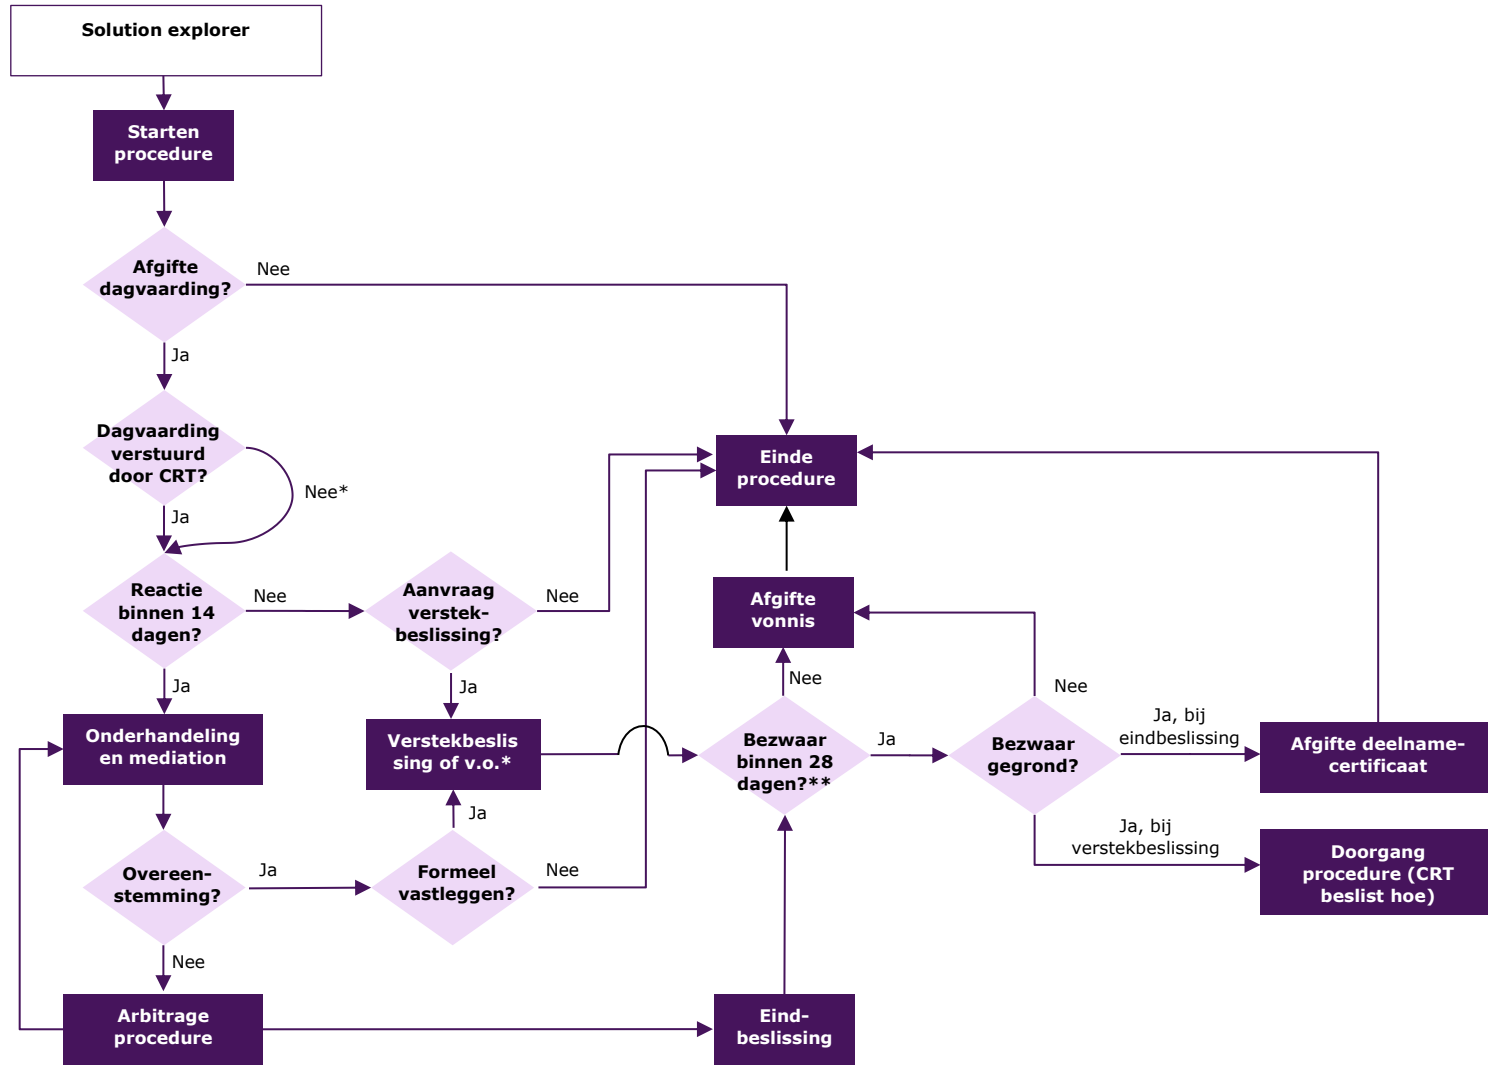 Solution explorer
Starten
procedure
Afgifte
dagvaarding?
Nee
Ja
Dagvaarding
verstuurd
door CRT?
Nee*
Ja
Reactie
binnen 14
dagen?
Nee
Ja
Aanvraag
verstek-
beslissing?
Nee
Ja
Onderhandeling
en mediation
Verstekbeslis
sing of v.o.*
Ja
Overeen-
stemming?
Ja
Nee
Formeel
vastleggen?
Nee
Arbitrage
procedure
Eind-
beslissing
Einde
procedure
Afgifte
vonnis
Nee
Bezwaar
binnen 28
dagen?**
Ja
Bezwaar
gegrond?
Nee
Ja, bij
eindbeslissing
Afgifte deelname-
certificaat
Ja, bij
verstekbeslissing
Doorgang
procedure (CRT
beslist hoe)